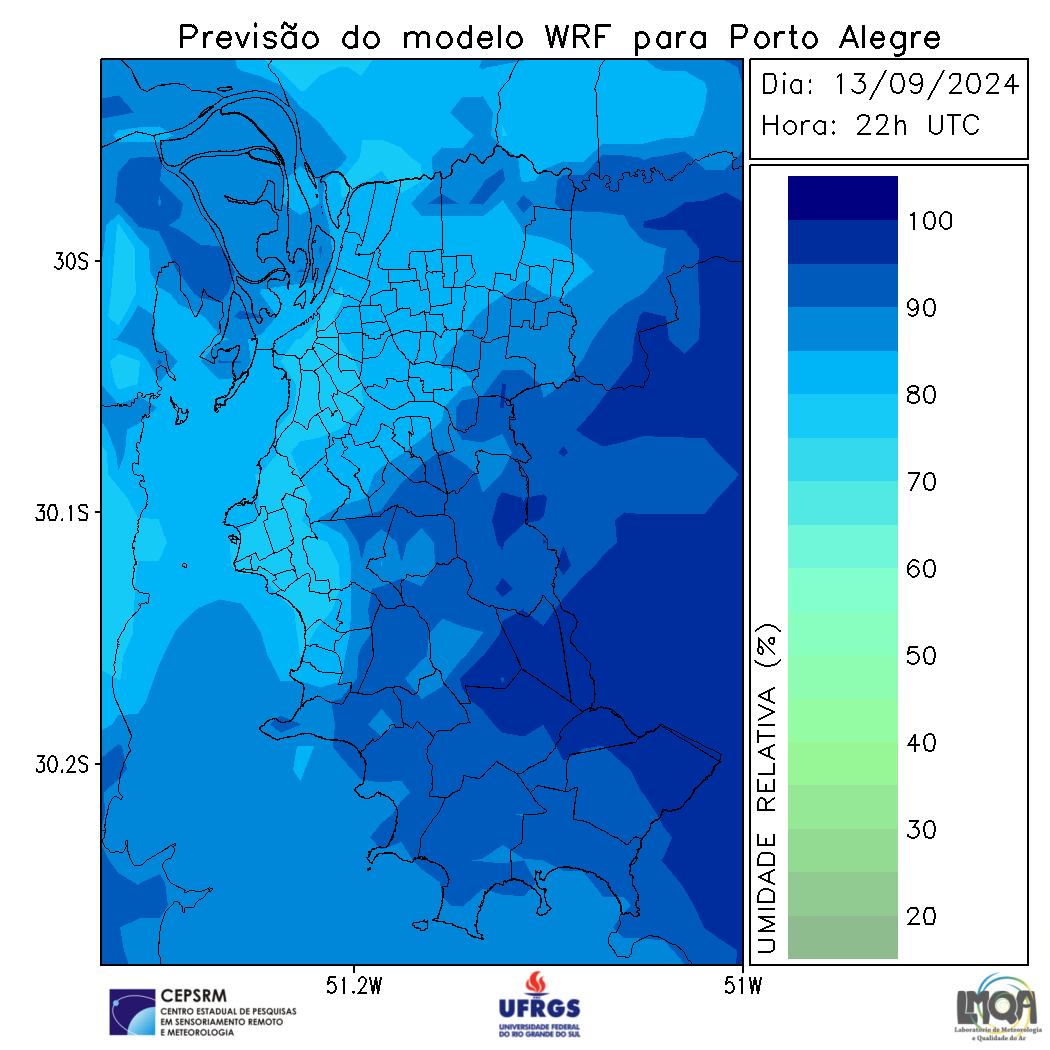 Previsão do modelo WRF para Porto Alegre
Dia: 13/09/2024
Hora: 22h UTC
30S
30.1S
30.2S
51.2W
51W
100
90
80
70
60
50
40
30
20
UMIDADE RELATIVA (%)
CEPSRM
CENTRO ESTADUAL DE PESQUISAS
EM SENSORIAMENTO REMOTO
E METEOROLOGIA
UFRGS
UNIVERSIDADE FEDERAL
DO RIO GRANDE DO SUL
LMQA
Laboratório de Meteorologia
e Qualidade do Ar